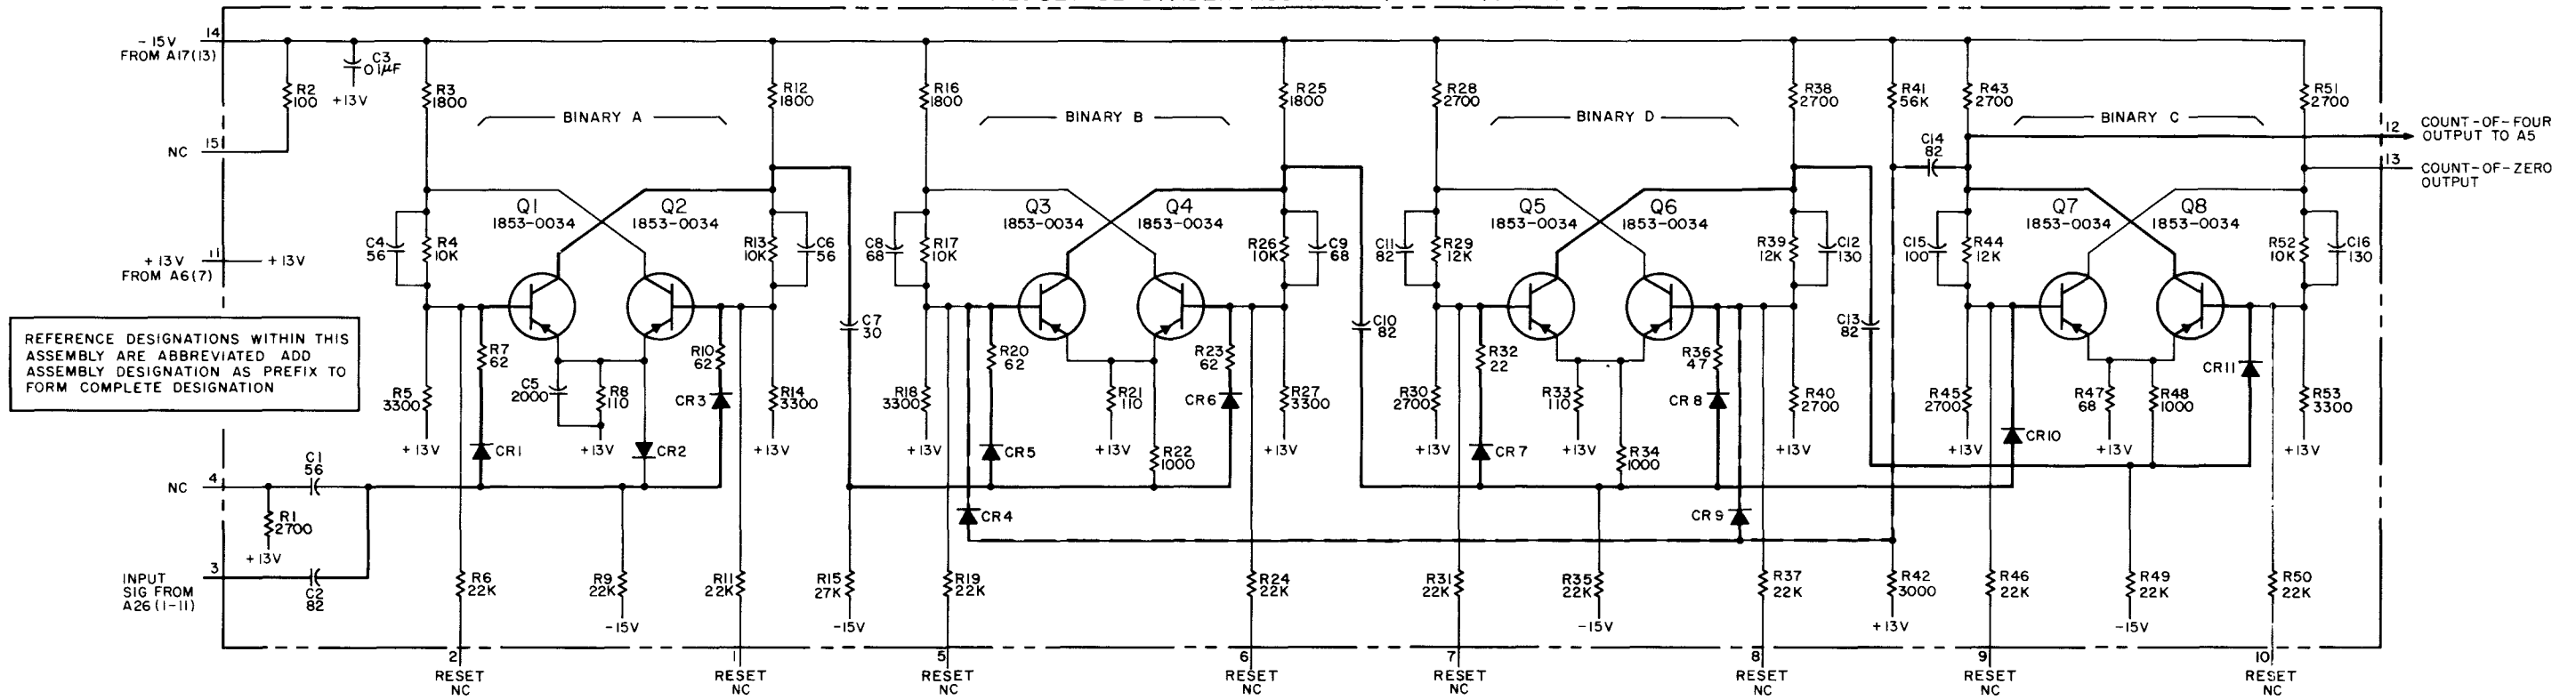 - 15V
FROM A17(13)
14
R2
100
C3
.01µF
+13V
R3
1800
R12
1800
R16
1800
R25
1800
R28
2700
R38
2700
R41
56K
R43
2700
R51
2700
BINARY A
BINARY B
BINARY D
BINARY C
12
COUNT-OF-FOUR
OUTPUT TO A5
13
COUNT-OF-ZERO
OUTPUT
NC
15
C14
82
Q1
1853-0034
Q2
1853-0034
Q3
1853-0034
Q4
1853-0034
Q5
1853-0034
Q6
1853-0034
Q7
1853-0034
Q8
1853-0034
C4
56
R4
10K
R13
10K
C6
56
C8
68
R17
10K
R26
10K
C9
68
C11
82
R29
12K
R39
12K
C12
130
C15
100
R44
12K
R52
10K
C16
130
+13V
FROM A6(7)
11
+13V
REFERENCE DESIGNATIONS WITHIN THIS
ASSEMBLY ARE ABBREVIATED ADD
ASSEMBLY DESIGNATION AS PREFIX TO
FORM COMPLETE DESIGNATION
R7
62
R10
62
C7
30
R20
62
R23
62
C10
82
R32
22
R36
47
C13
82
CR11
R5
3300
C5
2000
R8
110
CR3
R14
3300
R18
3300
R21
110
CR6
R27
3300
R30
2700
R33
110
CR8
R40
2700
R45
2700
R47
68
R48
1000
R53
3300
+13V
CR1
+13V
CR2
+13V
+13V
CR5
+13V
R22
1000
+13V
+13V
CR7
+13V
R34
1000
+13V
+13V
CR10
+13V
+13V
NC
4
C1
56
R1
2700
+13V
CR4
CR9
INPUT
SIG FROM
A26(1-11)
3
C2
82
R6
22K
R9
22K
R11
22K
R15
27K
R19
22K
R24
22K
R31
22K
R35
22K
R37
22K
R42
3000
R46
22K
R49
22K
R50
22K
-15V
-15V
-15V
+13V
-15V
2
1
5
6
7
8
9
10
RESET
NC
RESET
NC
RESET
NC
RESET
NC
RESET
NC
RESET
NC
RESET
NC
RESET
NC